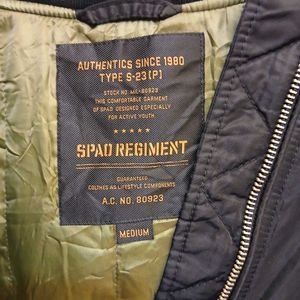 AUTHENTICS SINCE 1980
TYPE S-23 (P)
STOCK NO. MIL-80923
THIS COMFORTABLE GARMENT
OF SPAO DESIGNED ESPECIALLY
FOR ACTIVE YOUTH
SPAO REGIMENT
GUARANTEED
CLOTHES AS LIFESTYLE COMPONENTS
A.C. NO. 80923
MEDIUM